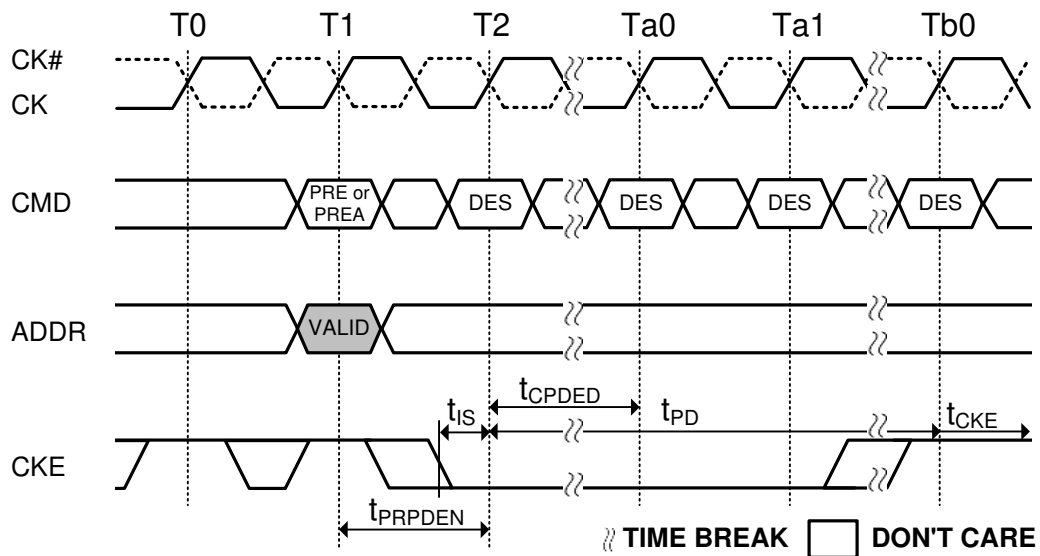 T0 T1 T2 Ta0 Ta1 Tb0
CK#
CK
CMD
PRE or
PREA
DES DES DES DES
ADDR
VALID
tCPDED
tIS tPD tCKE
CKE
tPRPDEN
TIME BREAK DON'T CARE